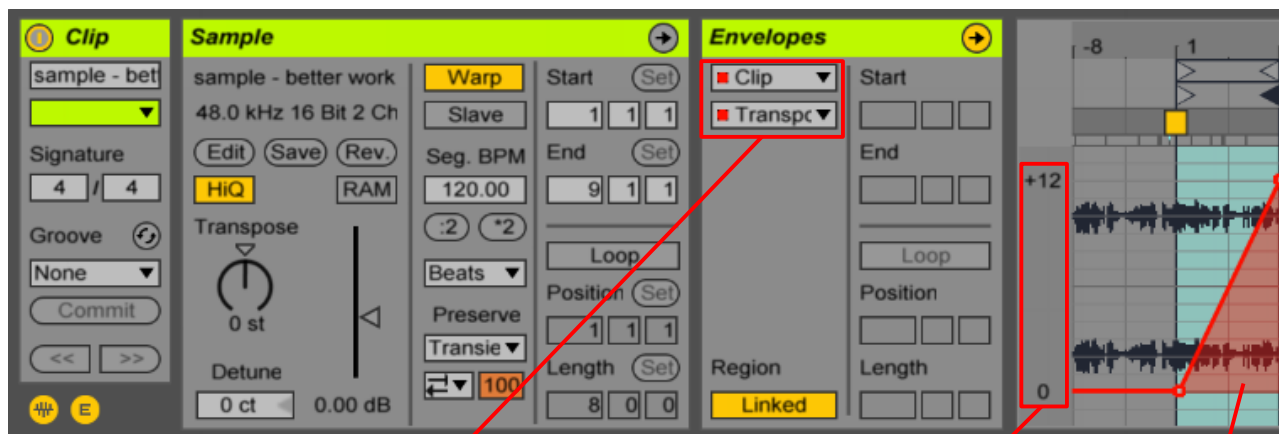 Clip
sample - bett
Signature
4 / 4
Groove
None
Commit
<< >>
E
Sample
sample - better work
48.0 kHz 16 Bit 2 Ch
Edit Save Rev.
HiQ RAM
Transpose
0 st
Detune
0 ct 0.00 dB
Warp
Slave
Seg. BPM
120.00
:2 *2
Beats
Preserve
Transie
100
Start Set
1 1 1
End Set
9 1 1
Loop
Position Set
1 1 1
Length Set
8 0 0
Envelopes
Clip
Transpc
Region
Linked
Start
End
Loop
Position
Length
-8 1
+12
0